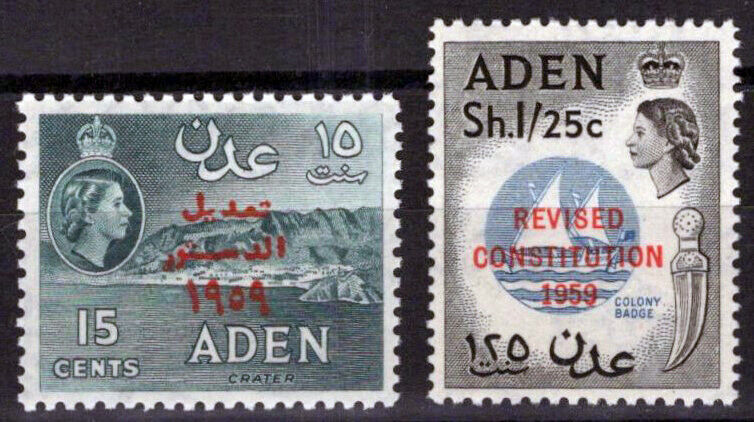 عدن ١٥
سنت
تعديل
الدستور
١٩٥٩
15
CENTS
ADEN
CRATER
ADEN
Sh.1/25c
REVISED
CONSTITUTION
1959
COLONY
BADGE
١٢٥ عدن
سنت